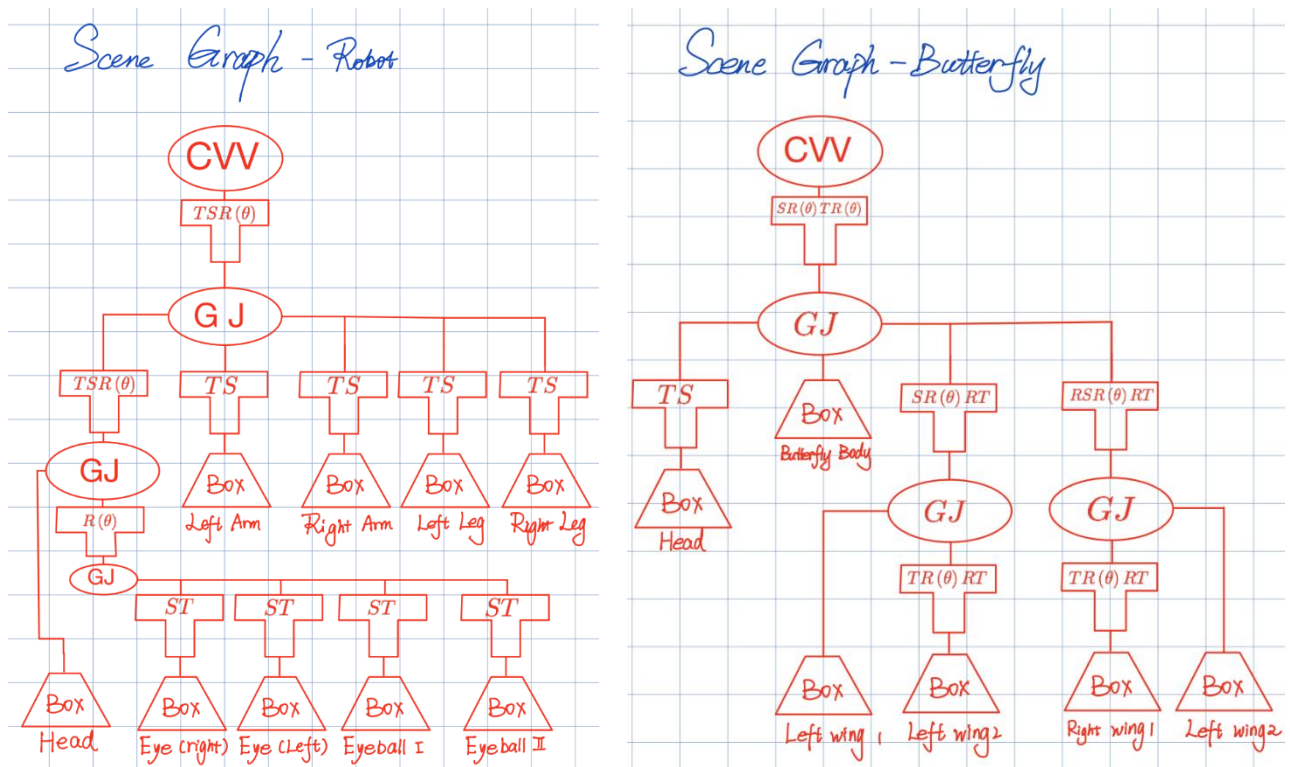 Scene Graph - Robot
CVV
TSR(θ)
GJ
TSR(θ)
TS
TS
TS
TS
GJ
Box
Box
Box
Box
Left Arm
Right Arm
Left Leg
Right Leg
R(θ)
GJ
ST
ST
ST
ST
Box
Box
Box
Box
Box
Head
Eye (right)
Eye (Left)
Eyeball I
Eyeball II
Scene Graph - Butterfly
CVV
SR(θ)TR(θ)
GJ
TS
Box
SR(θ)RT
RSR(θ)RT
Butterfly Body
Box
Head
GJ
GJ
TR(θ)RT
TR(θ)RT
Box
Box
Box
Box
Left wing 1
Left wing2
Right wing 1
Left wing2